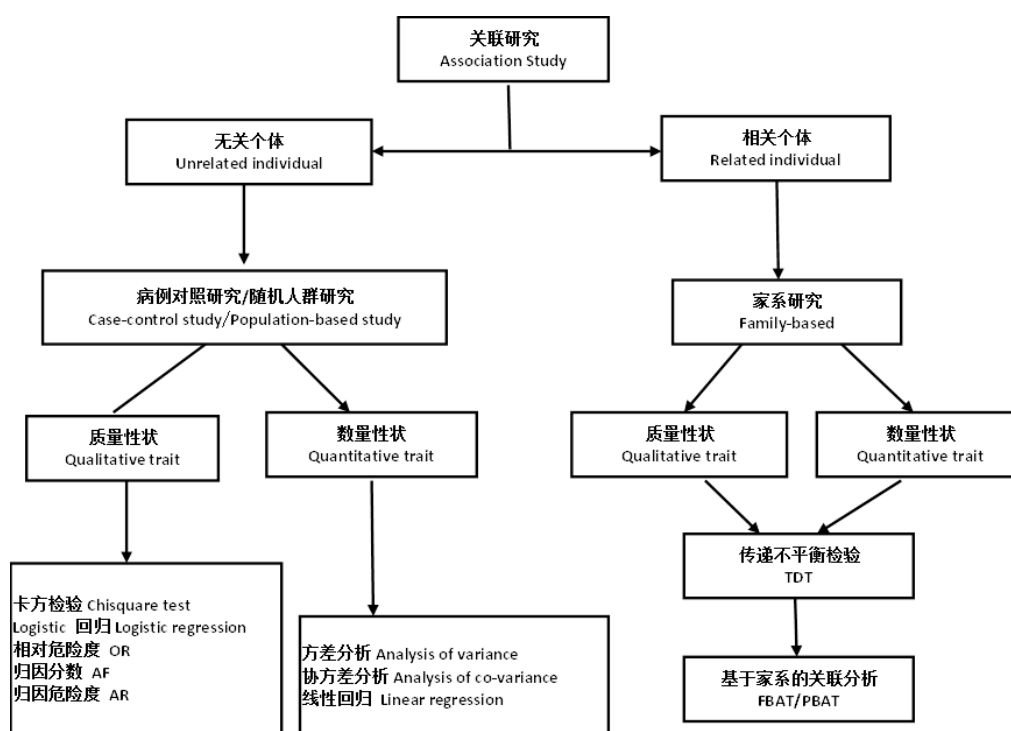 关联研究
Association Study
无关个体
Unrelated individual
相关个体
Related individual
病例对照研究/随机人群研究
Case-control study/Population-based study
家系研究
Family-based
质量性状
Qualitative trait
数量性状
Quantitative trait
质量性状
Qualitative trait
数量性状
Quantitative trait
卡方检验 Chisquare test
Logistic 回归 Logistic regression
相对危险度 OR
归因分数 AF
归因危险度 AR
方差分析 Analysis of variance
协方差分析 Analysis of co-variance
线性回归 Linear regression
传递不平衡检验
TDT
基于家系的关联分析
FBAT/PBAT